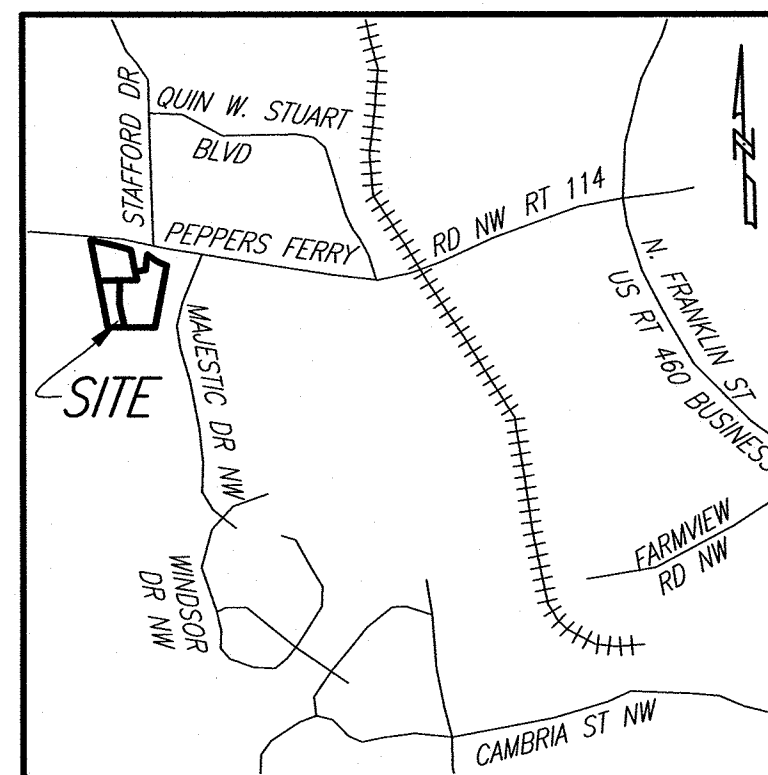 STAFFORD DR
QUIN W. STUART
BLVD
N
PEPPERS FERRY
RD NW RT 114
N. FRANKLIN ST
US RT 460 BUSINESS
MAJESTIC DR NW
SITE
FARMVIEW
RD NW
WINDSOR
DR NW
CAMBRIA ST NW